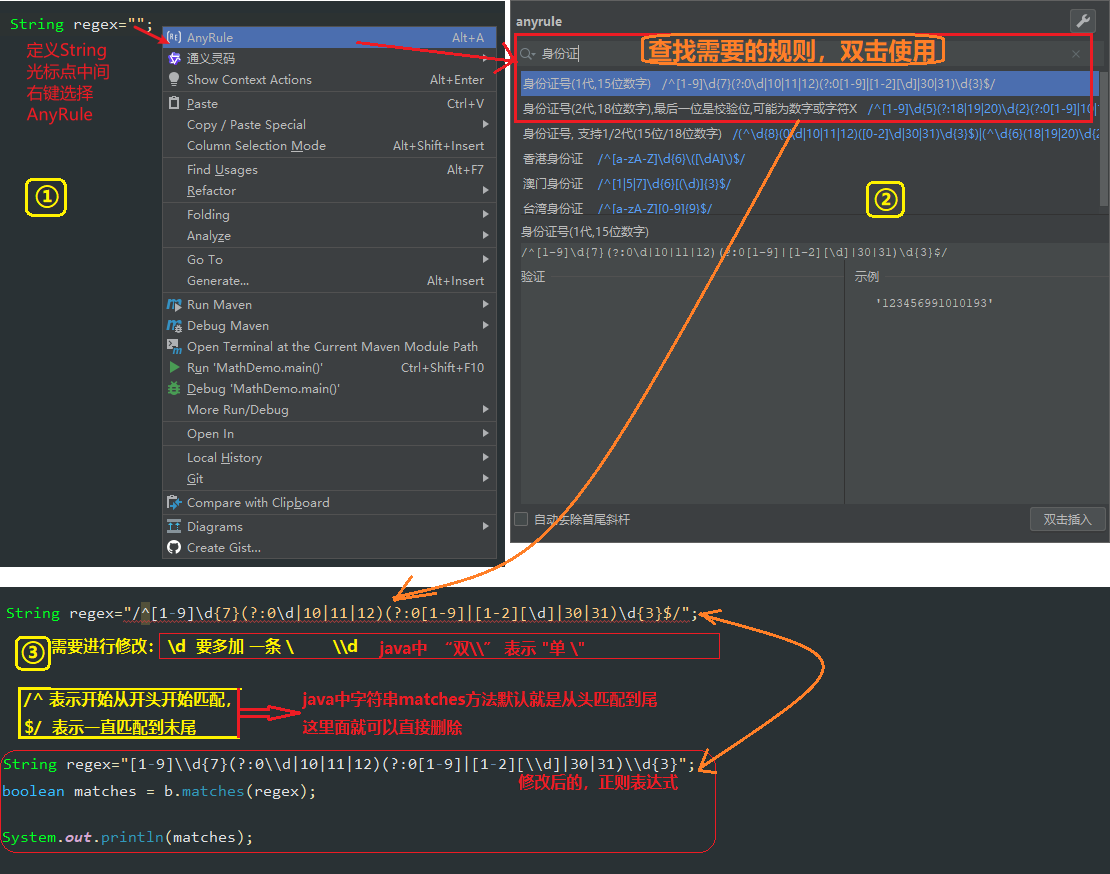 String regex="";
定义String
光标点中间
右键选择
AnyRule
①
AnyRule Alt+A
通义灵码
Show Context Actions Alt+Enter
Paste Ctrl+V
Copy / Paste Special
Column Selection Mode Alt+Shift+Insert
Find Usages Alt+F7
Refactor
Folding
Analyze
Go To
Generate... Alt+Insert
Run Maven
Debug Maven
Open Terminal at the Current Maven Module Path
Run 'MathDemo.main()' Ctrl+Shift+F10
Debug 'MathDemo.main()'
More Run/Debug
Open In
Local History
Git
Compare with Clipboard
Diagrams
Create Gist...
anyrule
身份证
查找需要的规则，双击使用
身份证号(1代,15位数字) /^[1-9]\d{7}(?:0\d|10|11|12)(?:0[1-9]|[1-2][\d]|30|31)\d{3}$/
身份证号(2代,18位数字),最后一位是校验位,可能为数字或字符X /^[1-9]\d{5}(?:18|19|20)\d{2}(?:0[1-9]|10|1
身份证号, 支持1/2代(15位/18位数字) /(^\d{8}(0\d|10|11|12)([0-2]\d|30|31)\d{3}$)|(^\d{6}(18|19|20)\d{2
香港身份证 /^[a-zA-Z]\d{6}\([\dA]\)$/
澳门身份证 /^[1|5|7]\d{6}[(\d)]{3}$/
台湾身份证 /^[a-zA-Z][0-9]{9}$/
②
身份证号(1代,15位数字)
/^[1-9]\d{7}(?:0\d|10|11|12)(?:0[1-9]|[1-2][\d]|30|31)\d{3}$/
验证
示例
'123456991010193'
自动去除首尾斜杆
双击插入
String regex="/^[1-9]\d{7}(?:0\d|10|11|12)(?:0[1-9]|[1-2][\d]|30|31)\d{3}$/";
③
需要进行修改： \d 要多加 一条 \ \\d java中 “双\\” 表示 "单 \"
/^ 表示开始从开头开始匹配，
$/ 表示一直匹配到末尾
java中字符串matches方法默认就是从头匹配到尾
这里面就可以直接删除
String regex="[1-9]\\d{7}(?:0\\d|10|11|12)(?:0[1-9]|[1-2][\\d]|30|31)\\d{3}";
修改后的，正则表达式
boolean matches = b.matches(regex);
System.out.println(matches);